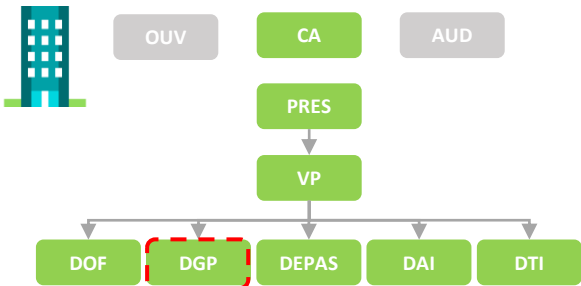 OUV
CA
AUD
PRES
VP
DOF
DGP
DEPAS
DAI
DTI